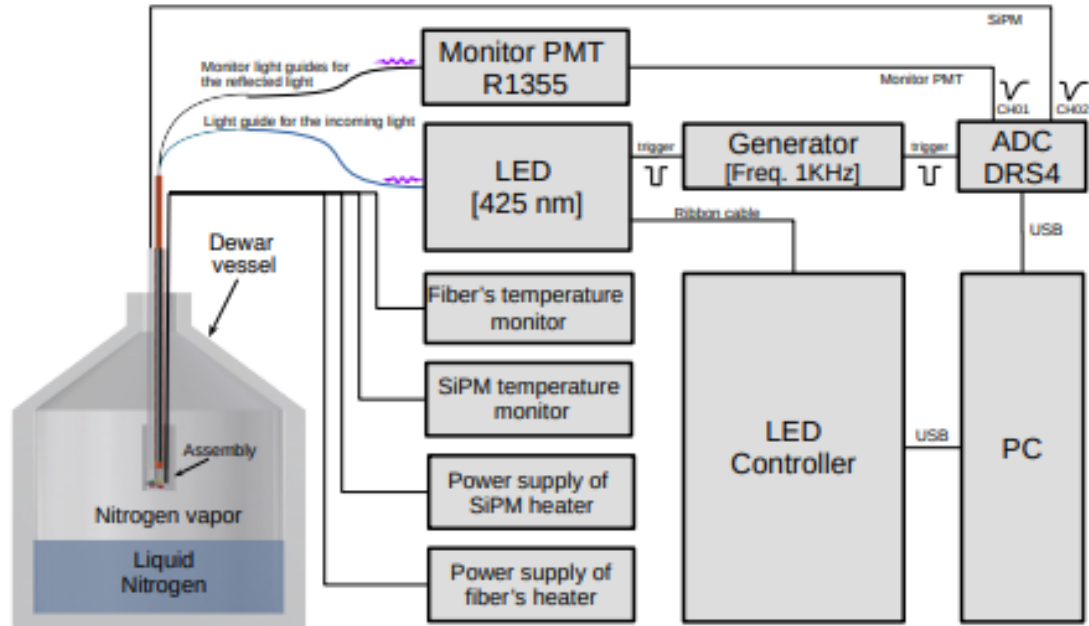 SiPM
Monitor light guides for
the reflected light
Monitor PMT
R1355
Monitor PMT
CH01
CH02
Light guide for the incoming light
LED
[425 nm]
trigger
Generator
[Freq. 1KHz]
trigger
ADC
DRS4
Ribbon cable
USB
Dewar
vessel
Fiber's temperature
monitor
SiPM temperature
monitor
LED
Controller
USB
PC
Assembly
Power supply of
SiPM heater
Nitrogen vapor
Liquid
Nitrogen
Power supply of
fiber's heater